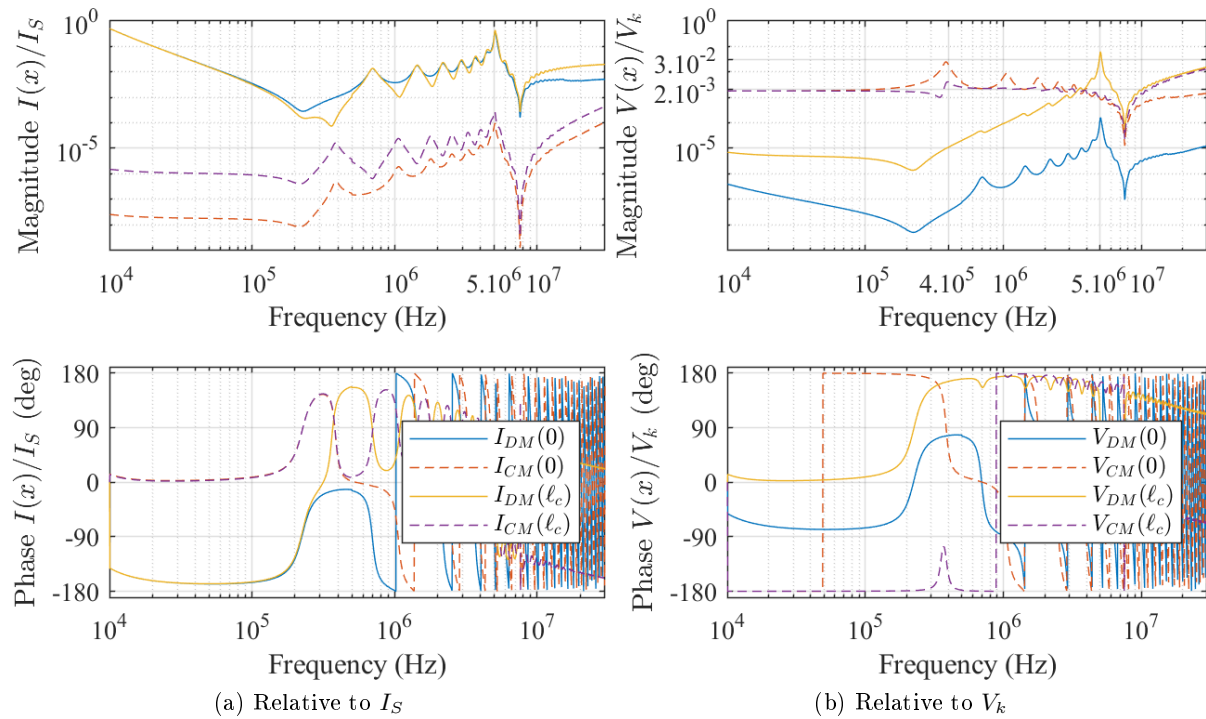 10^0
10^-5
Magnitude I(x)/I_S
10^4
10^5
10^6
5.10^6
10^7
Frequency (Hz)
3.10^-2
2.10^-3
10^-5
Magnitude V(x)/V_k
10^4
10^5
4.10^5
10^6
5.10^6
10^7
Frequency (Hz)
180
90
0
-90
-180
Phase I(x)/I_S (deg)
I_DM(0)
I_CM(0)
I_DM(ℓ_c)
I_CM(ℓ_c)
10^4
10^5
10^6
10^7
Frequency (Hz)
(a) Relative to I_S
180
90
0
-90
-180
Phase V(x)/V_k (deg)
V_DM(0)
V_CM(0)
V_DM(ℓ_c)
V_CM(ℓ_c)
10^4
10^5
10^6
10^7
Frequency (Hz)
(b) Relative to V_k